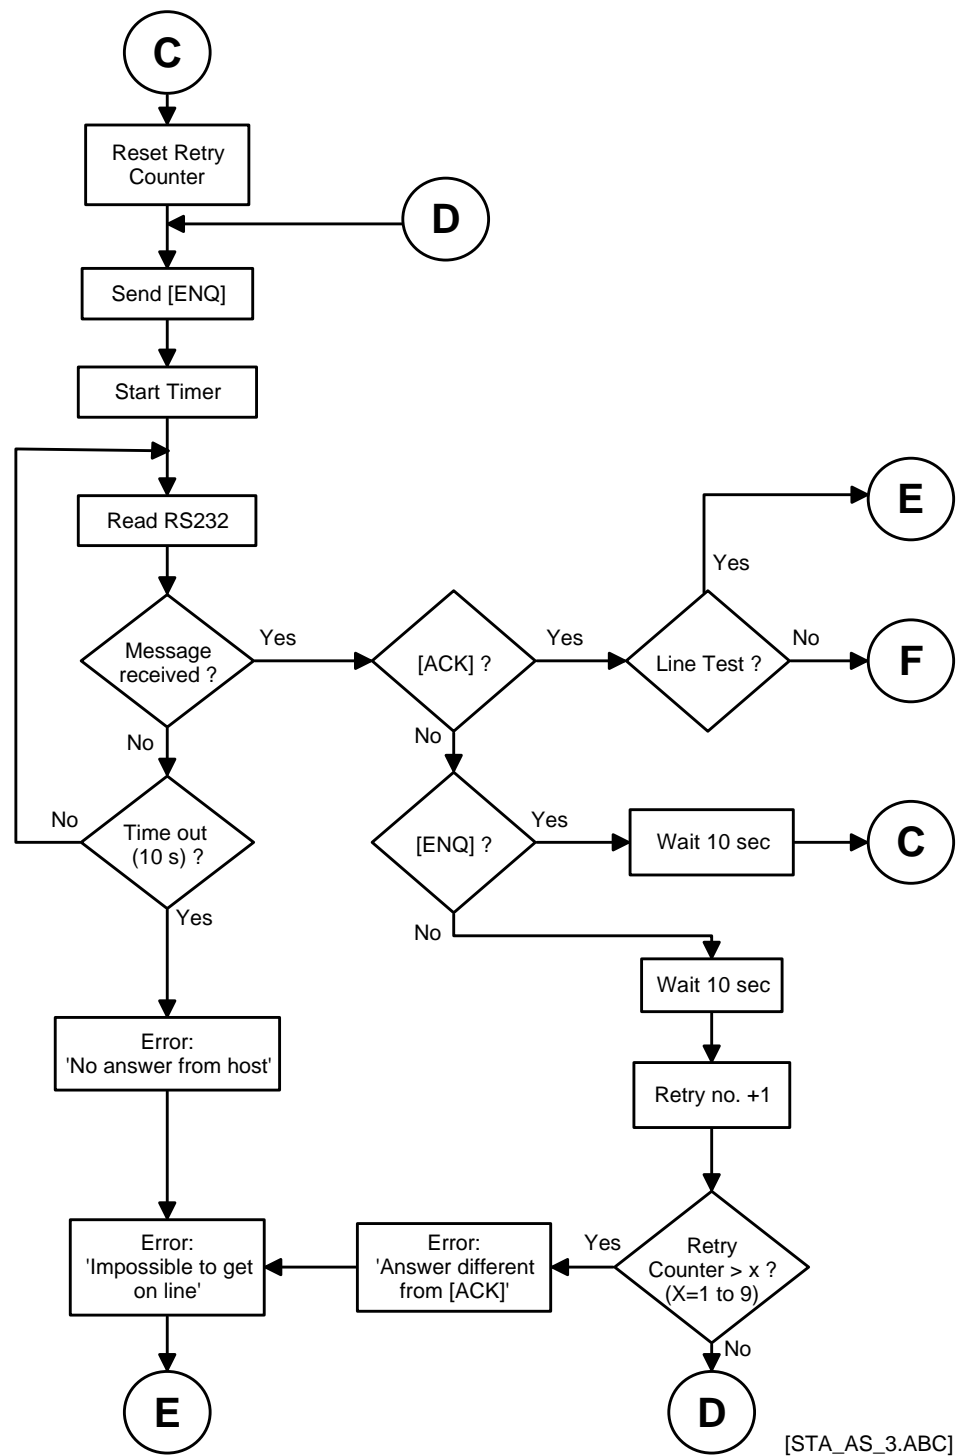 C
Reset Retry
Counter
D
Send [ENQ]
Start Timer
Read RS232
E
Yes
Message
received ?
Yes
[ACK] ?
Yes
Line Test ?
No
F
No
No
No
Time out
(10 s) ?
[ENQ] ?
Yes
Wait 10 sec
C
Yes
No
Wait 10 sec
Error:
'No answer from host'
Retry no. +1
Error:
'Impossible to get
on line'
Error:
'Answer different
from [ACK]'
Yes
Retry
Counter > x ?
(X=1 to 9)
No
E
D
[STA_AS_3.ABC]